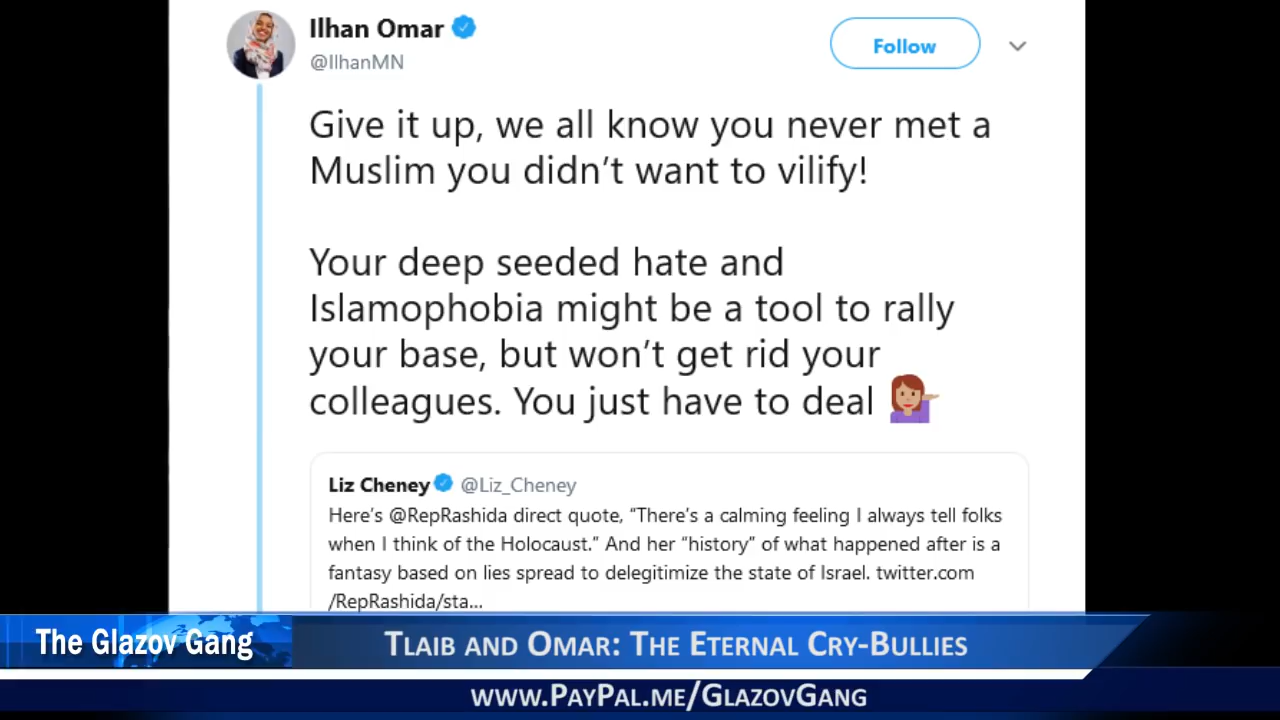 Ilhan Omar
@IlhanMN
Follow
Give it up, we all know you never met a
Muslim you didn't want to vilify!
Your deep seeded hate and
Islamophobia might be a tool to rally
your base, but won't get rid your
colleagues. You just have to deal
Liz Cheney @Liz_Cheney
Here's @RepRashida direct quote, "There's a calming feeling I always tell folks
when I think of the Holocaust." And her "history" of what happened after is a
fantasy based on lies spread to delegitimize the state of Israel. twitter.com
/RepRashida/sta...
The Glazov Gang
Tlaib and Omar: The Eternal Cry-Bullies
www.PayPal.me/GlazovGang